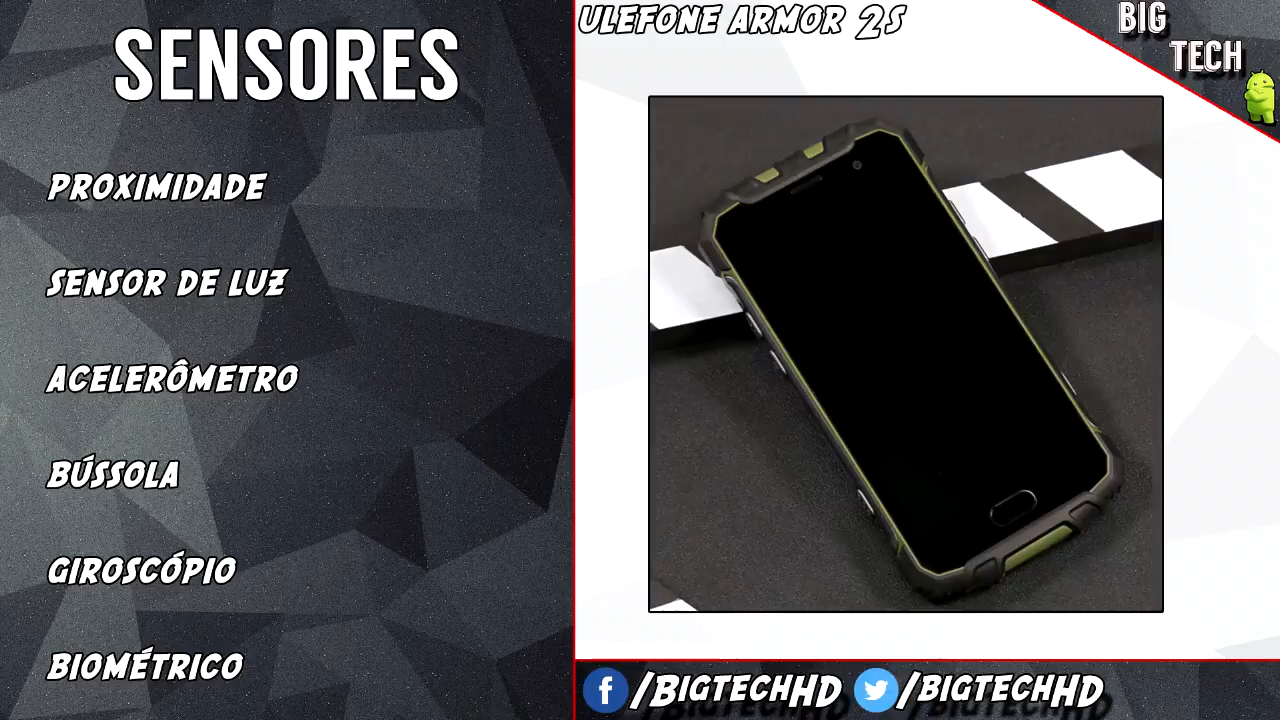 SENSORES
PROXIMIDADE
SENSOR DE LUZ
ACELERÔMETRO
BÚSSOLA
GIROSCÓPIO
BIOMÉTRICO
ULEFONE ARMOR 2S
BIG
TECH
/BIGTECHHD
/BIGTECHHD